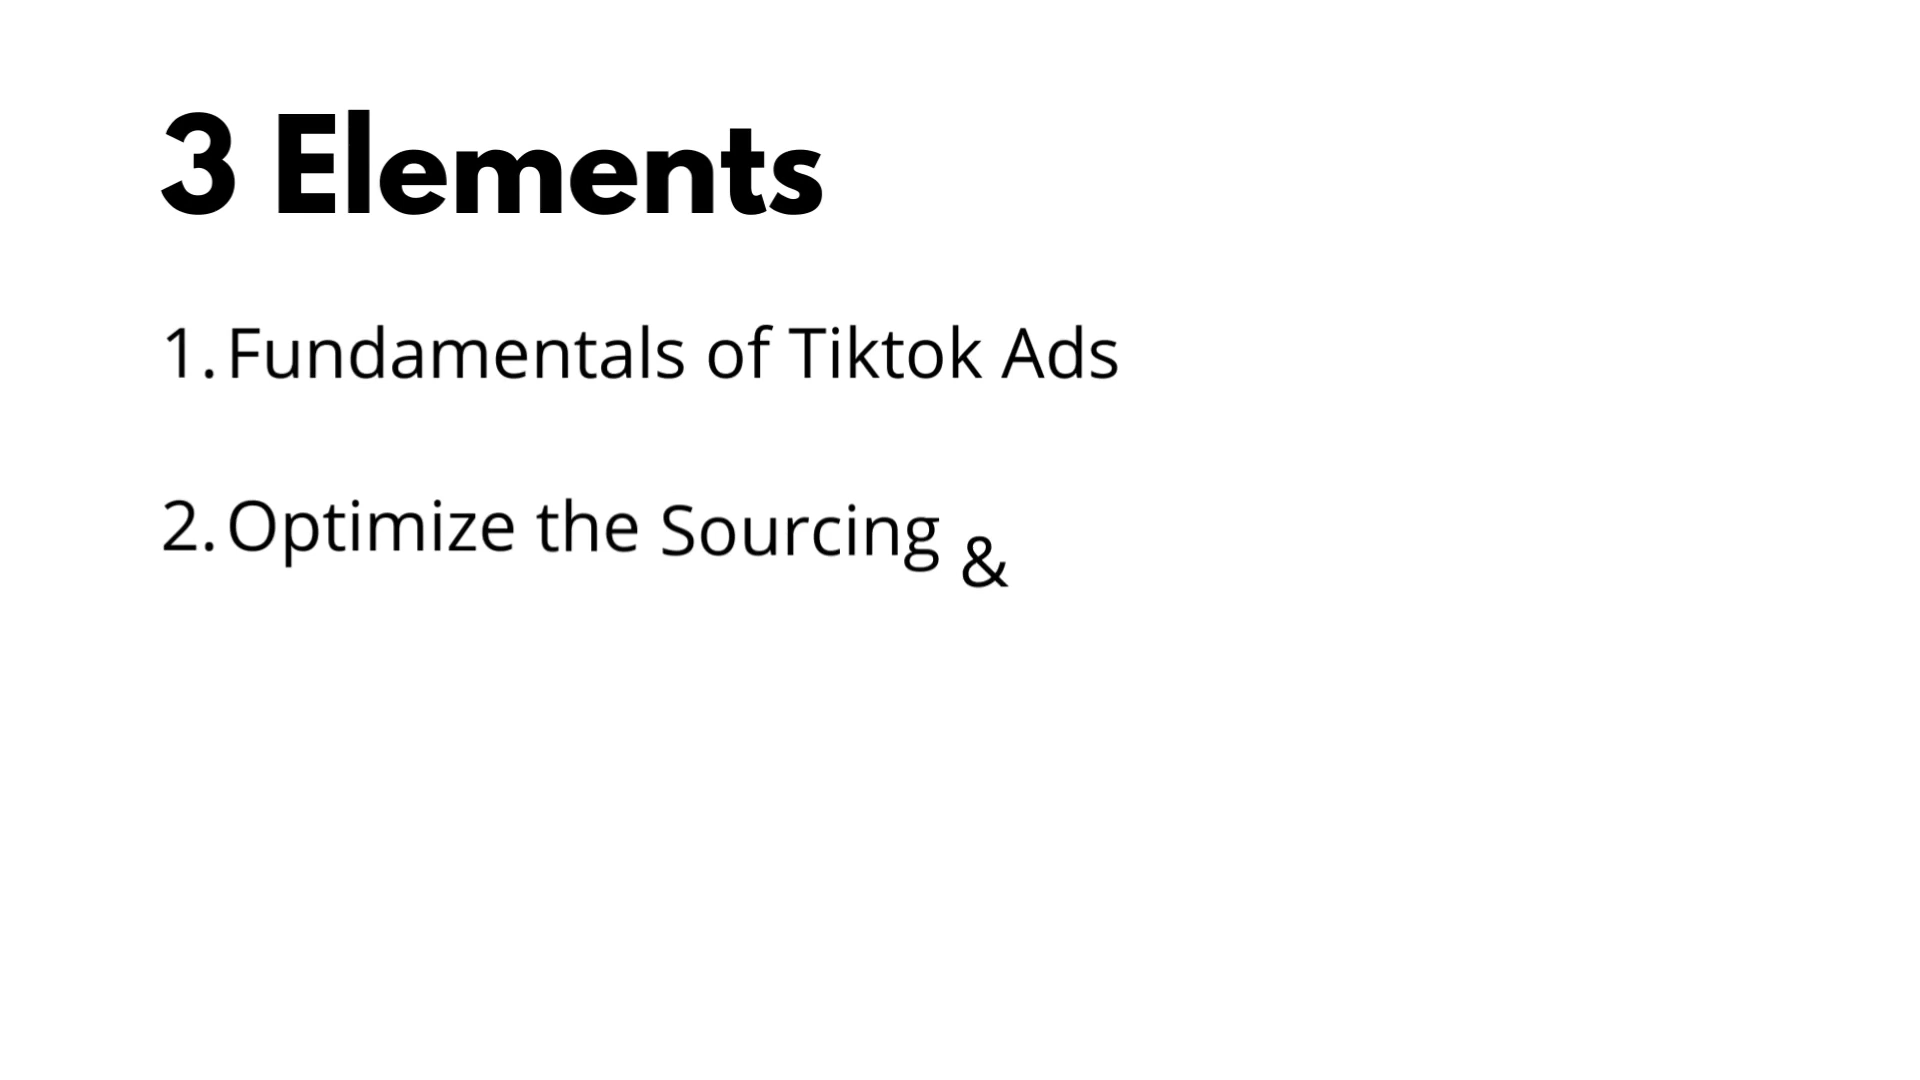 3 Elements
1. Fundamentals of Tiktok Ads
2. Optimize the Sourcing &